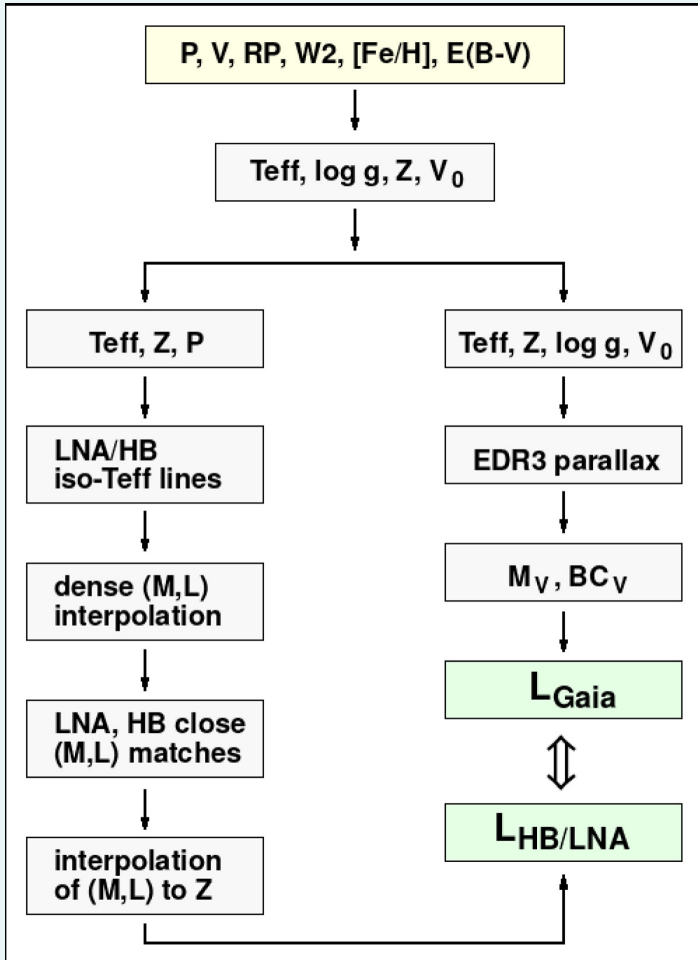 P, V, RP, W2, [Fe/H], E(B-V)
Teff, log g, Z, V0
Teff, Z, P
LNA/HB
iso-Teff lines
dense (M,L)
interpolation
LNA, HB close
(M,L) matches
interpolation
of (M,L) to Z
Teff, Z, log g, V0
EDR3 parallax
MV, BCV
LGaia
LHB/LNA